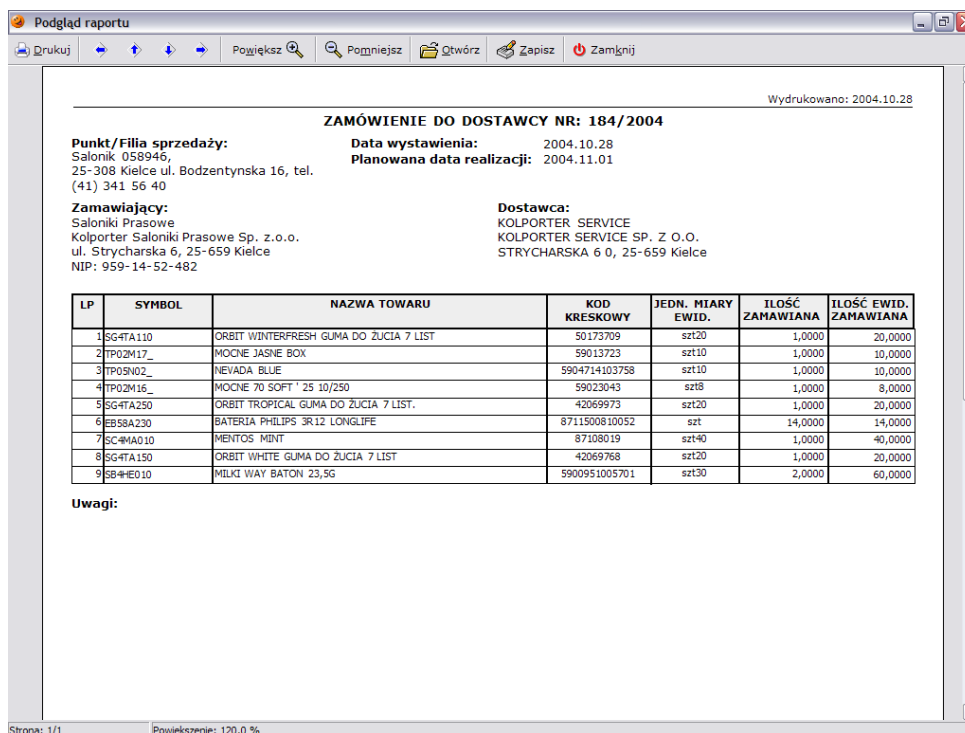 Podgląd raportu
Drukuj Powiększ Pomniejsz Otwórz Zapisz Zamknij
Wydrukowano: 2004.10.28
ZAMÓWIENIE DO DOSTAWCY NR: 184/2004
Punkt/Filia sprzedaży: Data wystawienia: 2004.10.28
Salonik 058946, Planowana data realizacji: 2004.11.01
25-308 Kielce ul. Bodzentynska 16, tel.
(41) 341 56 40
Zamawiający: Dostawca:
Saloniki Prasowe KOLPORTER SERVICE
Kolporter Saloniki Prasowe Sp. z.o.o. KOLPORTER SERVICE SP. Z O.O.
ul. Strycharska 6, 25-659 Kielce STRYCHARSKA 6 0, 25-659 Kielce
NIP: 959-14-52-482
LP SYMBOL NAZWA TOWARU KOD KRESKOWY JEDN. MIARY EWID. ILOŚĆ ZAMAWIANA ILOŚĆ EWID. ZAMAWIANA
1 SG4TA110 ORBIT WINTERFRESH GUMA DO ŻUCIA 7 LIST 50173709 szt20 1,0000 20,0000
2 TP02M17_ MOCNE JASNE BOX 59013723 szt10 1,0000 10,0000
3 TP05N02_ NEVADA BLUE 5904714103758 szt10 1,0000 10,0000
4 TP02M16_ MOCNE 70 SOFT ' 25 10/250 59023043 szt8 1,0000 8,0000
5 SG4TA250 ORBIT TROPICAL GUMA DO ŻUCIA 7 LIST. 42069973 szt20 1,0000 20,0000
6 EB58A230 BATERIA PHILIPS 3R12 LONGLIFE 8711500810052 szt 14,0000 14,0000
7 SC4MA010 MENTOS MINT 87108019 szt40 1,0000 40,0000
8 SG4TA150 ORBIT WHITE GUMA DO ŻUCIA 7 LIST 42069768 szt20 1,0000 20,0000
9 SB4HE010 MILKI WAY BATON 23,5G 5900951005701 szt30 2,0000 60,0000
Uwagi:
Strona: 1/1 Powiększenie: 120,0 %